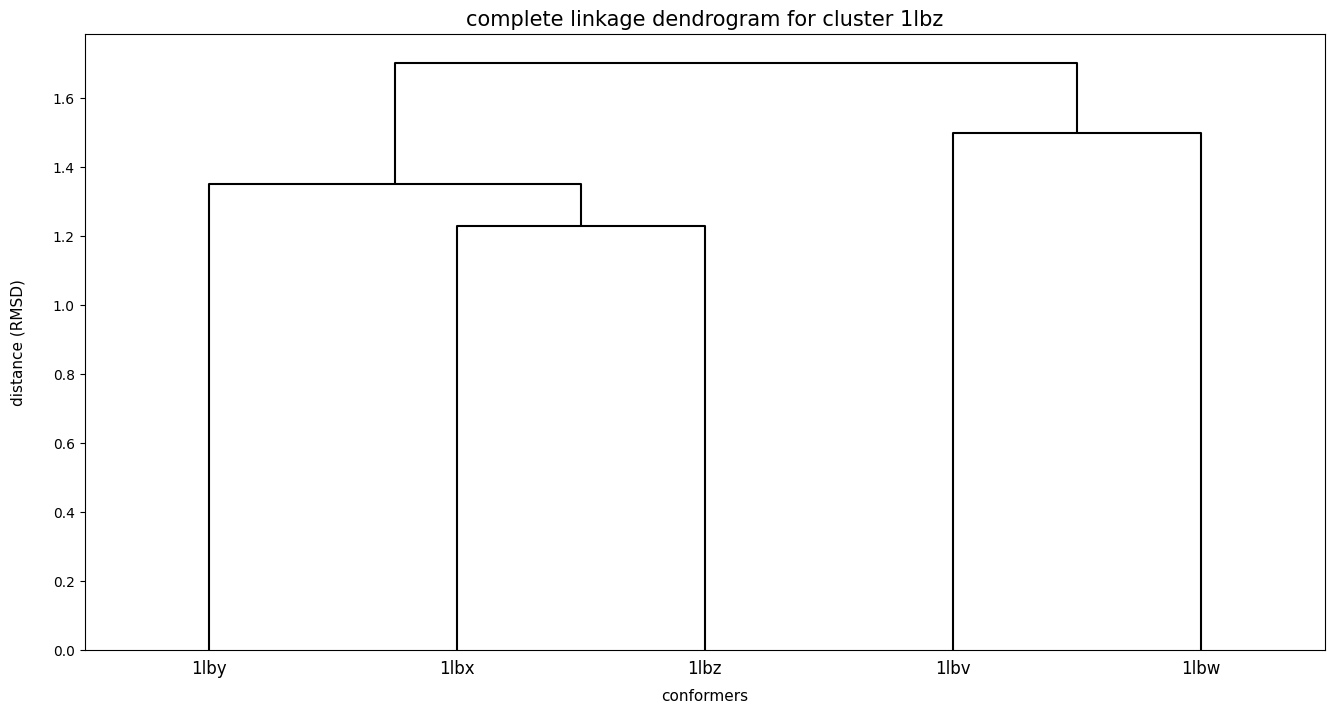 complete linkage dendrogram for cluster 1lbz
distance (RMSD)
1.6
1.4
1.2
1.0
0.8
0.6
0.4
0.2
0.0
1lby 1lbx 1lbz 1lbv 1lbw
conformers